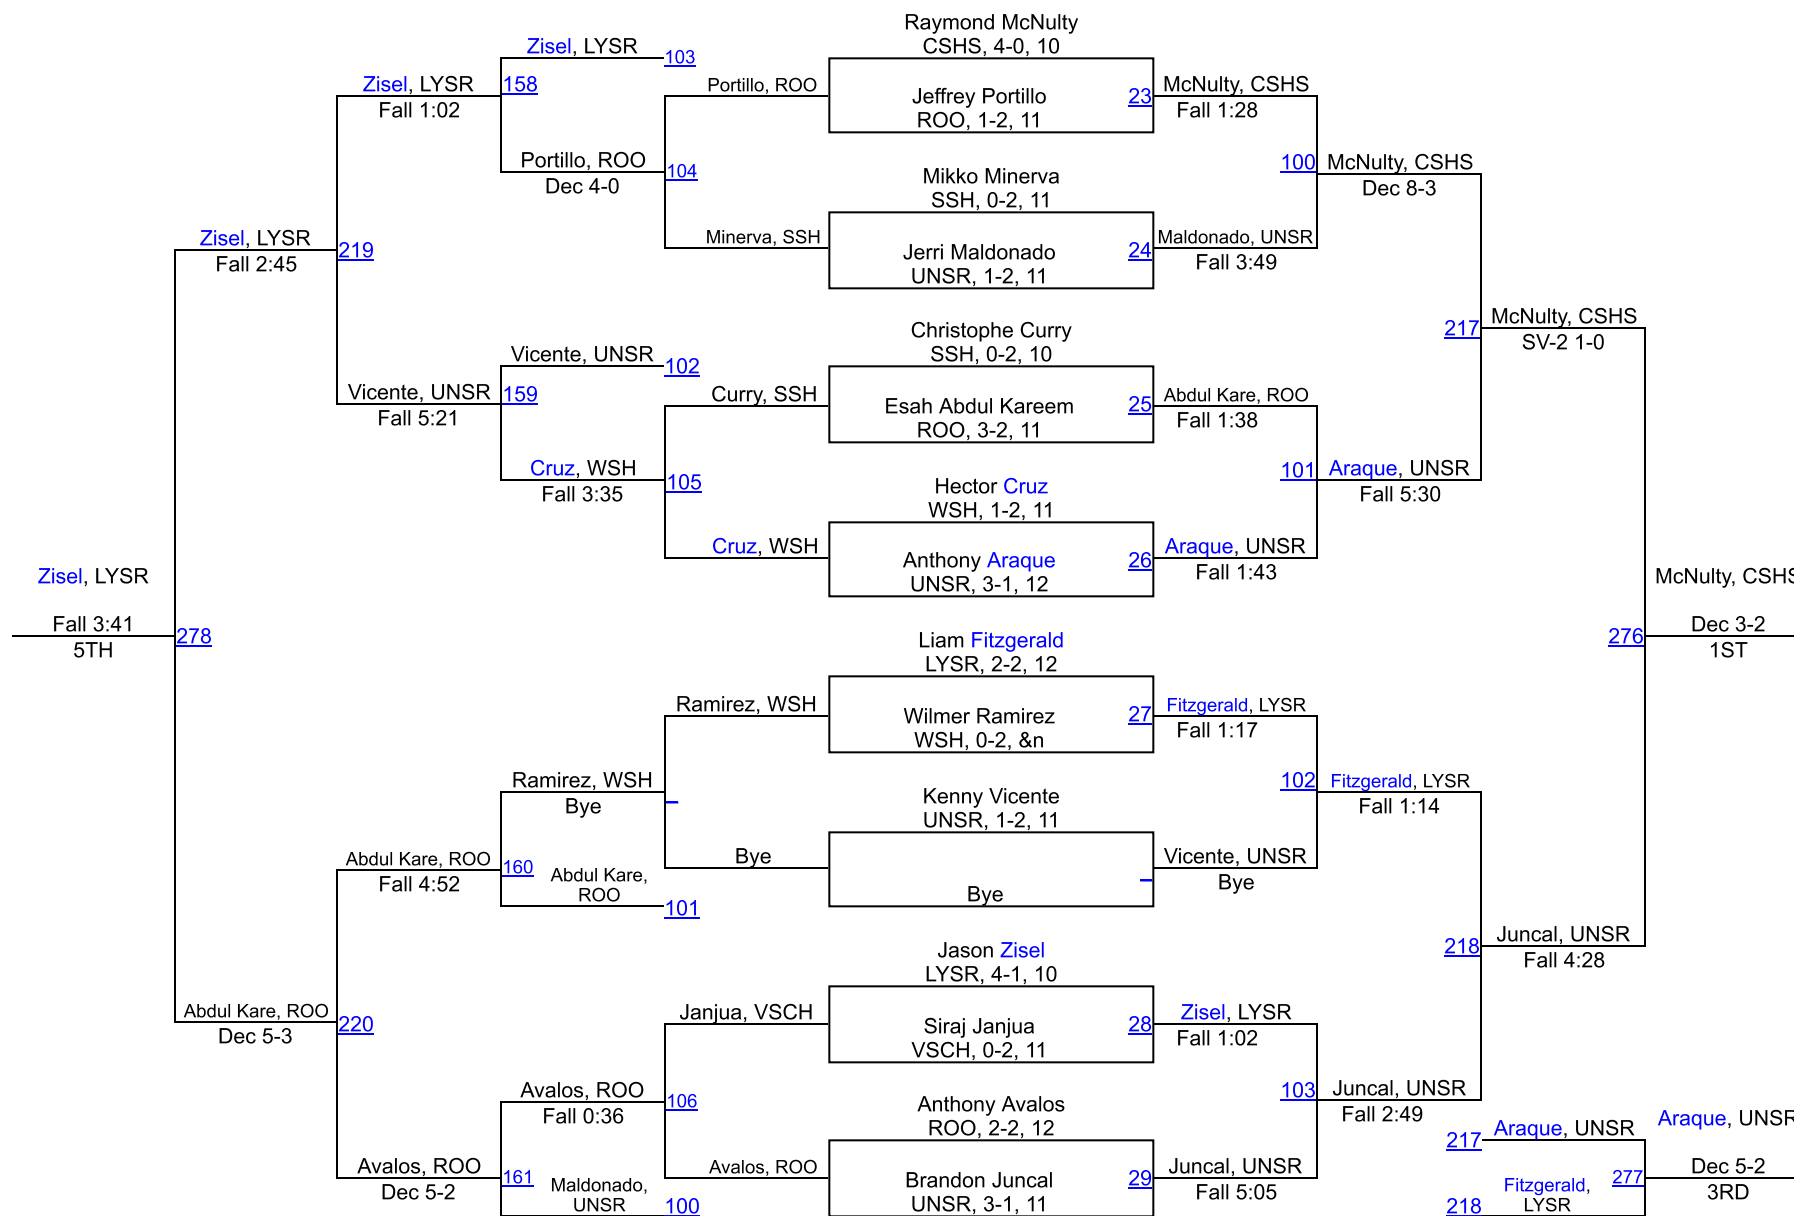 Raymond McNulty
CSHS, 4-0, 10
Zisel, LYSR
103
Zisel, LYSR
158
Fall 1:02
Portillo, ROO
Jeffrey Portillo
ROO, 1-2, 11
23
McNulty, CSHS
Fall 1:28
Portillo, ROO
Dec 4-0
104
Mikko Minerva
SSH, 0-2, 11
100
McNulty, CSHS
Dec 8-3
Zisel, LYSR
Fall 2:45
219
Minerva, SSH
Jerri Maldonado
UNSR, 1-2, 11
24
Maldonado, UNSR
Fall 3:49
Christophe Curry
SSH, 0-2, 10
217
McNulty, CSHS
SV-2 1-0
Vicente, UNSR
102
Vicente, UNSR
159
Fall 5:21
Curry, SSH
Esah Abdul Kareem
ROO, 3-2, 11
25
Abdul Kare, ROO
Fall 1:38
Cruz, WSH
Fall 3:35
105
Hector Cruz
WSH, 1-2, 11
101
Araque, UNSR
Fall 5:30
Cruz, WSH
Anthony Araque
UNSR, 3-1, 12
26
Araque, UNSR
Fall 1:43
Zisel, LYSR
Fall 3:41
5TH
278
McNulty, CSHS
276
Dec 3-2
1ST
Liam Fitzgerald
LYSR, 2-2, 12
Ramirez, WSH
Wilmer Ramirez
WSH, 0-2, &n
27
Fitzgerald, LYSR
Fall 1:17
Ramirez, WSH
Bye
Kenny Vicente
UNSR, 1-2, 11
102
Fitzgerald, LYSR
Fall 1:14
Abdul Kare, ROO
Fall 4:52
160
Abdul Kare,
ROO
101
Bye
Bye
Vicente, UNSR
Bye
Jason Zisel
LYSR, 4-1, 10
218
Juncal, UNSR
Fall 4:28
Abdul Kare, ROO
Dec 5-3
220
Janjua, VSCH
Siraj Janjua
VSCH, 0-2, 11
28
Zisel, LYSR
Fall 1:02
Avalos, ROO
Fall 0:36
106
Anthony Avalos
ROO, 2-2, 12
103
Juncal, UNSR
Fall 2:49
Avalos, ROO
Dec 5-2
161
Maldonado,
UNSR
100
Avalos, ROO
Brandon Juncal
UNSR, 3-1, 11
29
Juncal, UNSR
Fall 5:05
217
Araque, UNSR
Araque, UNSR
218
Fitzgerald,
LYSR
277
Dec 5-2
3RD